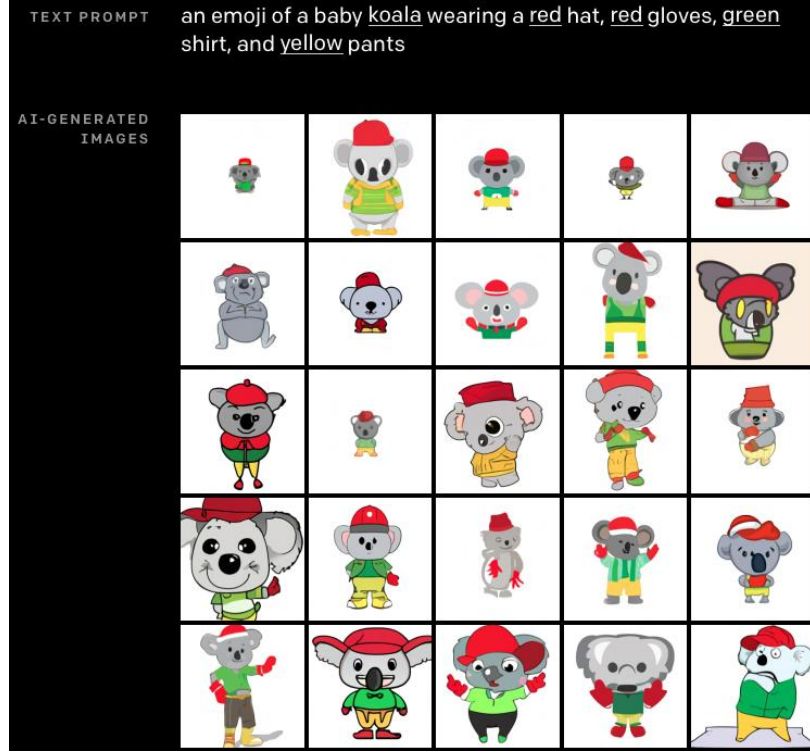 TEXT PROMPT
an emoji of a baby koala wearing a red hat, red gloves, green
shirt, and yellow pants
AI-GENERATED
IMAGES